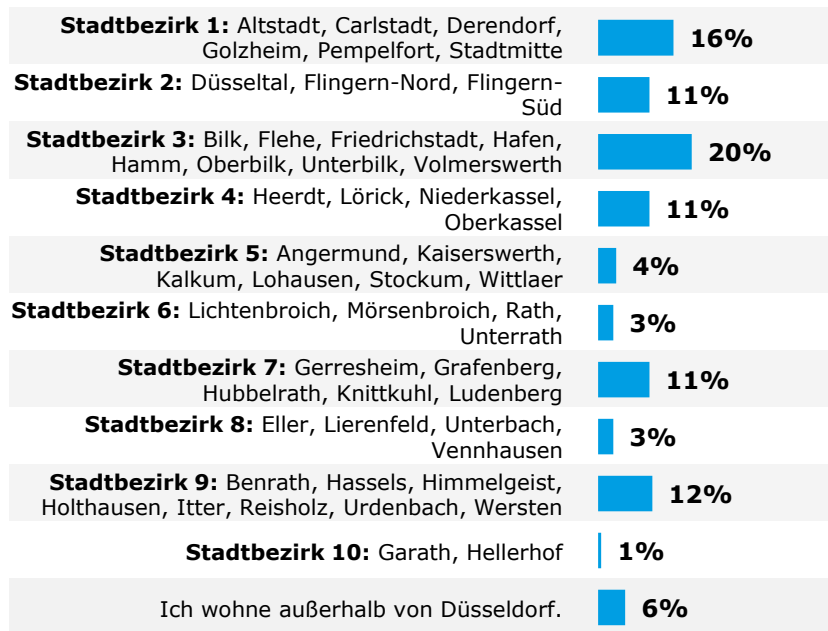 Stadtbezirk 1: Altstadt, Carlstadt, Derendorf,
Golzheim, Pempelfort, Stadtmitte
16%
Stadtbezirk 2: Düsseltal, Flingern-Nord, Flingern-
Süd
11%
Stadtbezirk 3: Bilk, Flehe, Friedrichstadt, Hafen,
Hamm, Oberbilk, Unterbilk, Volmerswerth
20%
Stadtbezirk 4: Heerdt, Lörick, Niederkassel,
Oberkassel
11%
Stadtbezirk 5: Angermund, Kaiserswerth,
Kalkum, Lohausen, Stockum, Wittlaer
4%
Stadtbezirk 6: Lichtenbroich, Mörsenbroich, Rath,
Unterrath
3%
Stadtbezirk 7: Gerresheim, Grafenberg,
Hubbelrath, Knittkuhl, Ludenberg
11%
Stadtbezirk 8: Eller, Lierenfeld, Unterbach,
Vennhausen
3%
Stadtbezirk 9: Benrath, Hassels, Himmelgeist,
Holthausen, Itter, Reisholz, Urdenbach, Wersten
12%
Stadtbezirk 10: Garath, Hellerhof
1%
Ich wohne außerhalb von Düsseldorf.
6%